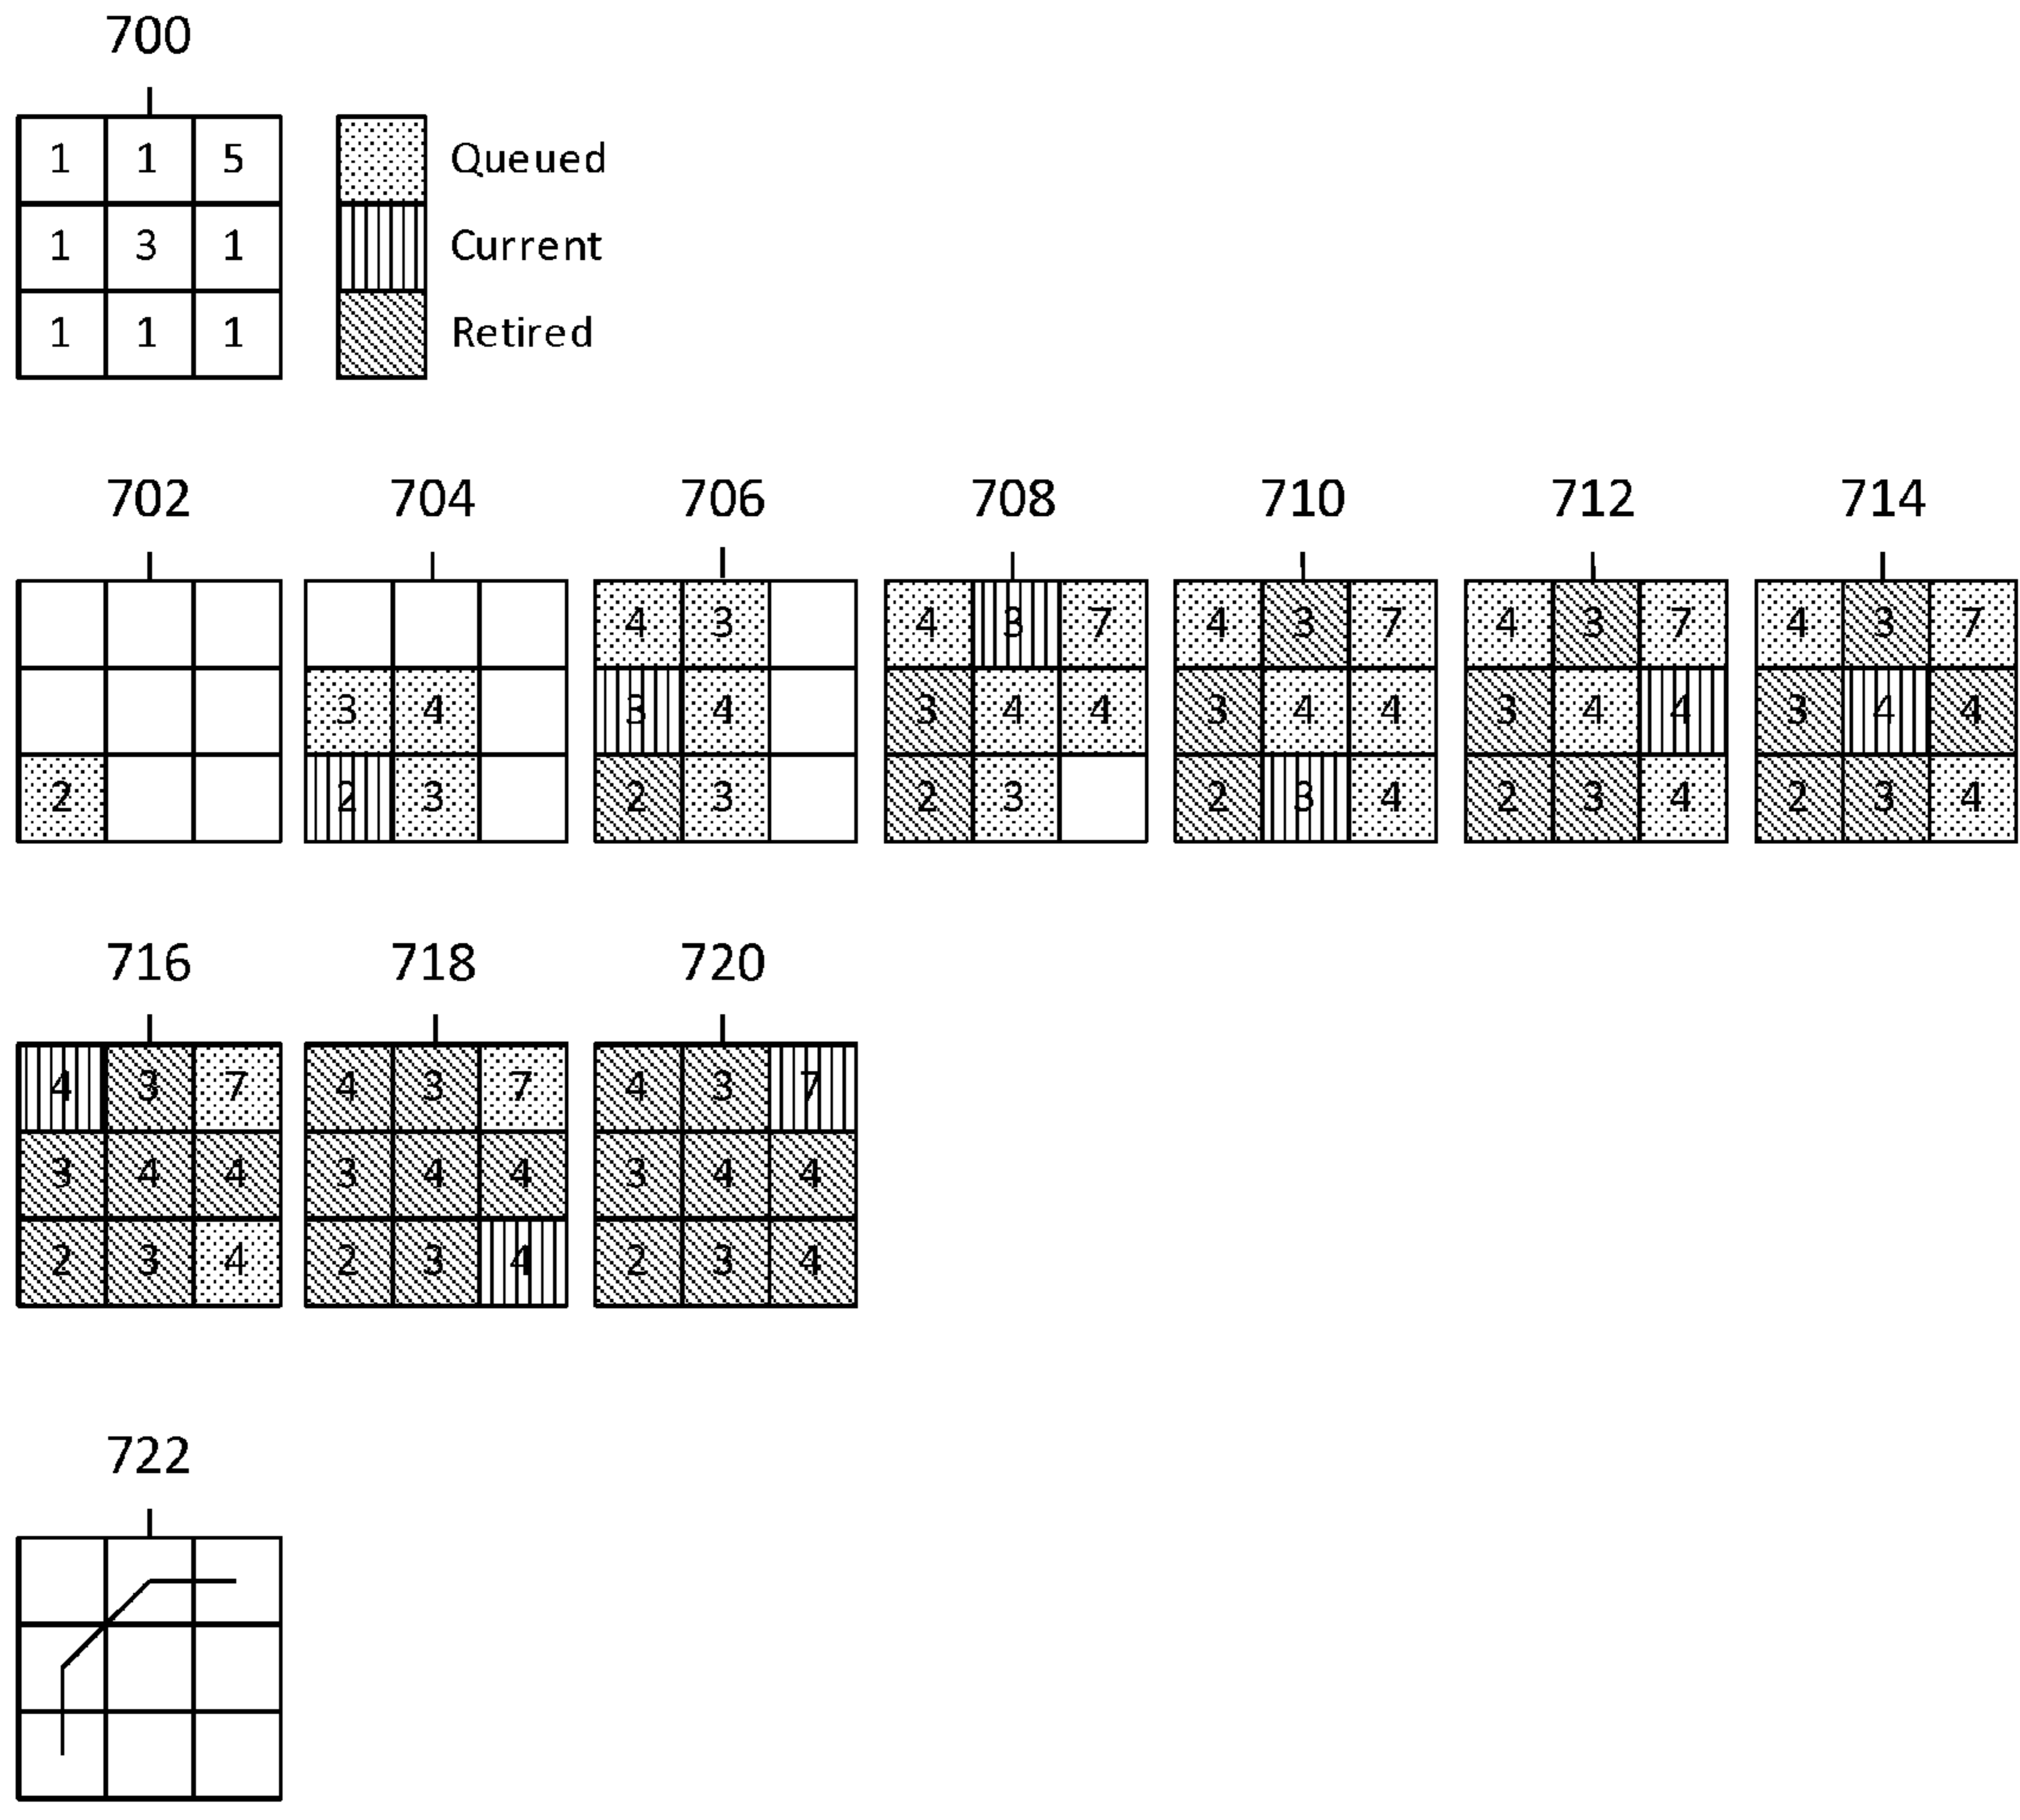 700
1 1 5 Queued
1 3 1 Current
1 1 1 Retired
702 704 706 708 710 712 714
4 3 4 3 7 4 3 7 4 3 7 4 3 7
3 4 3 4 3 4 4 3 4 4 3 4 4 3 4 4
2 2 3 2 3 2 3 2 3 4 2 3 4 2 3 4
716 718 720
4 3 7 4 3 7 4 3 7
3 4 4 3 4 4 3 4 4
2 3 4 2 3 4 2 3 4
722